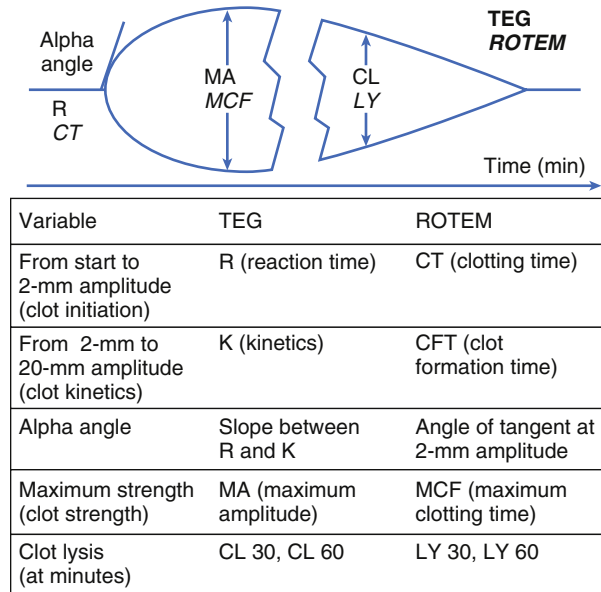 TEG
ROTEM
Alpha
angle
R
CT
MA
MCF
CL
LY
Time (min)
Variable TEG ROTEM
From start to
2-mm amplitude
(clot initiation)
R (reaction time)
CT (clotting time)
From 2-mm to
20-mm amplitude
(clot kinetics)
K (kinetics)
CFT (clot
formation time)
Alpha angle
Slope between
R and K
Angle of tangent at
2-mm amplitude
Maximum strength
(clot strength)
MA (maximum
amplitude)
MCF (maximum
clotting time)
Clot lysis
(at minutes)
CL 30, CL 60
LY 30, LY 60